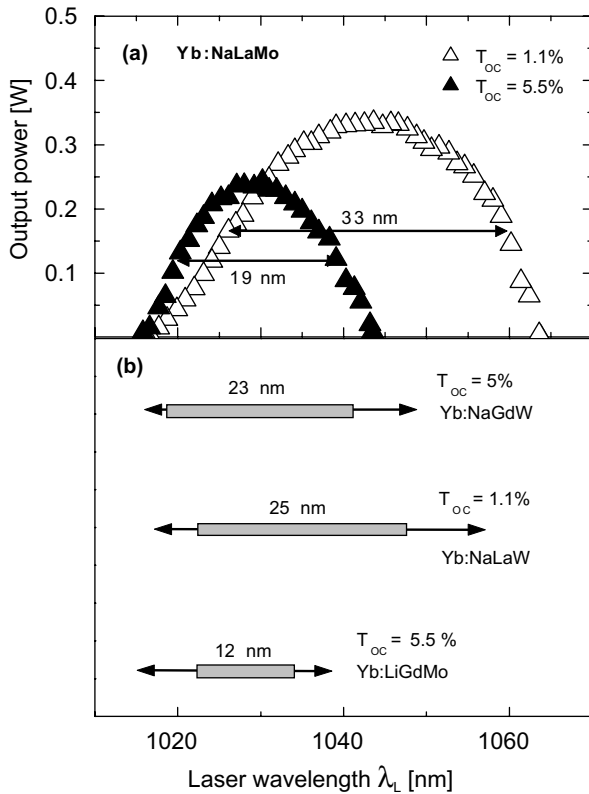 0.5
(a) Yb:NaLaMo
T_OC = 1.1%
T_OC = 5.5%
0.4
0.3
0.2
0.1
Output power [W]
33 nm
19 nm
(b)
T_OC = 5%
23 nm
Yb:NaGdW
T_OC = 1.1%
25 nm
Yb:NaLaW
T_OC = 5.5 %
12 nm
Yb:LiGdMo
1020 1040 1060
Laser wavelength λ_L [nm]